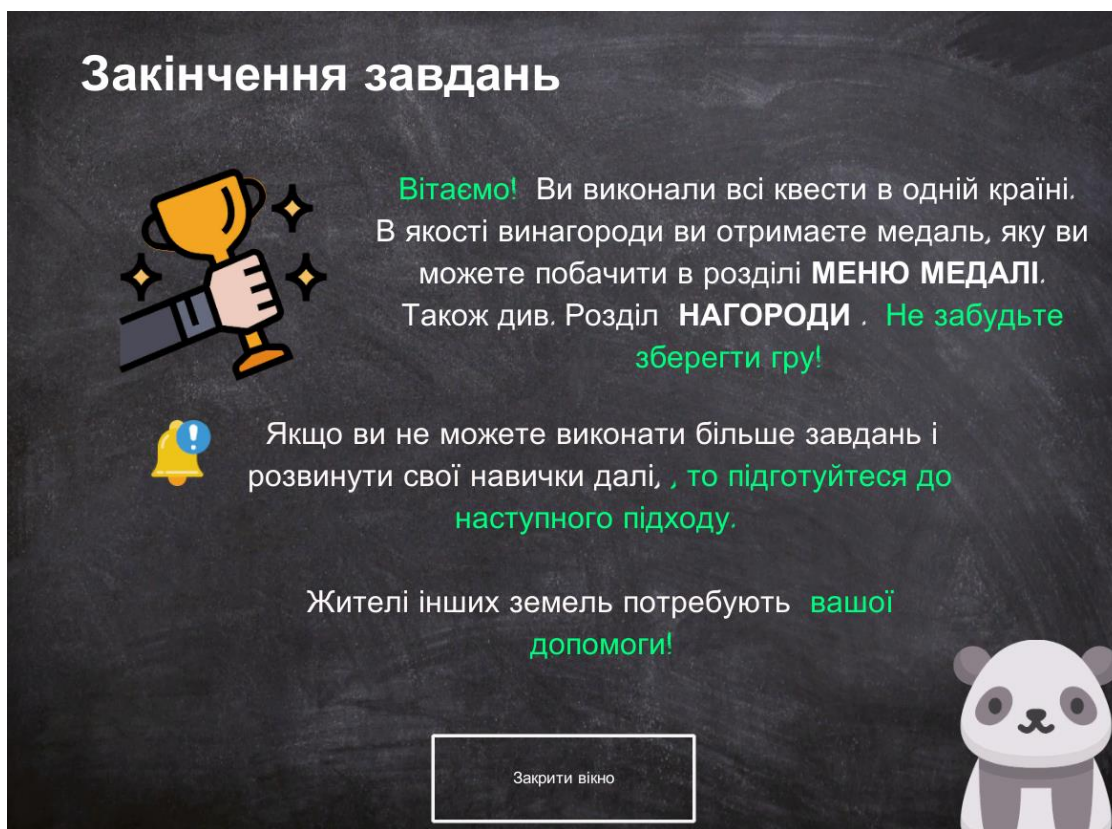 Закінчення завдань
Вітаємо! Ви виконали всі квести в одній країні.
В якості винагороди ви отримаєте медаль, яку ви
можете побачити в розділі МЕНЮ МЕДАЛІ.
Також див. Розділ НАГОРОДИ . Не забудьте
зберегти гру!
Якщо ви не можете виконати більше завдань і
розвинути свої навички далі, , то підготуйтеся до
наступного підходу.
Жителі інших земель потребують вашої
допомоги!
Закрити вікно